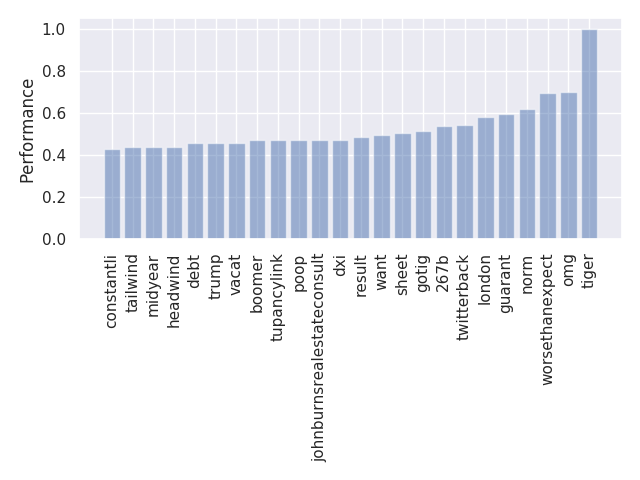 1.0
0.8
0.6
0.4
0.2
0.0
Performance
constantli
tailwind
midyear
headwind
debt
trump
vacat
boomer
tupancylink
poop
johnburnsrealestateconsult
dxi
result
want
sheet
gotig
267b
twitterback
london
guarant
norm
worsethanexpect
omg
tiger